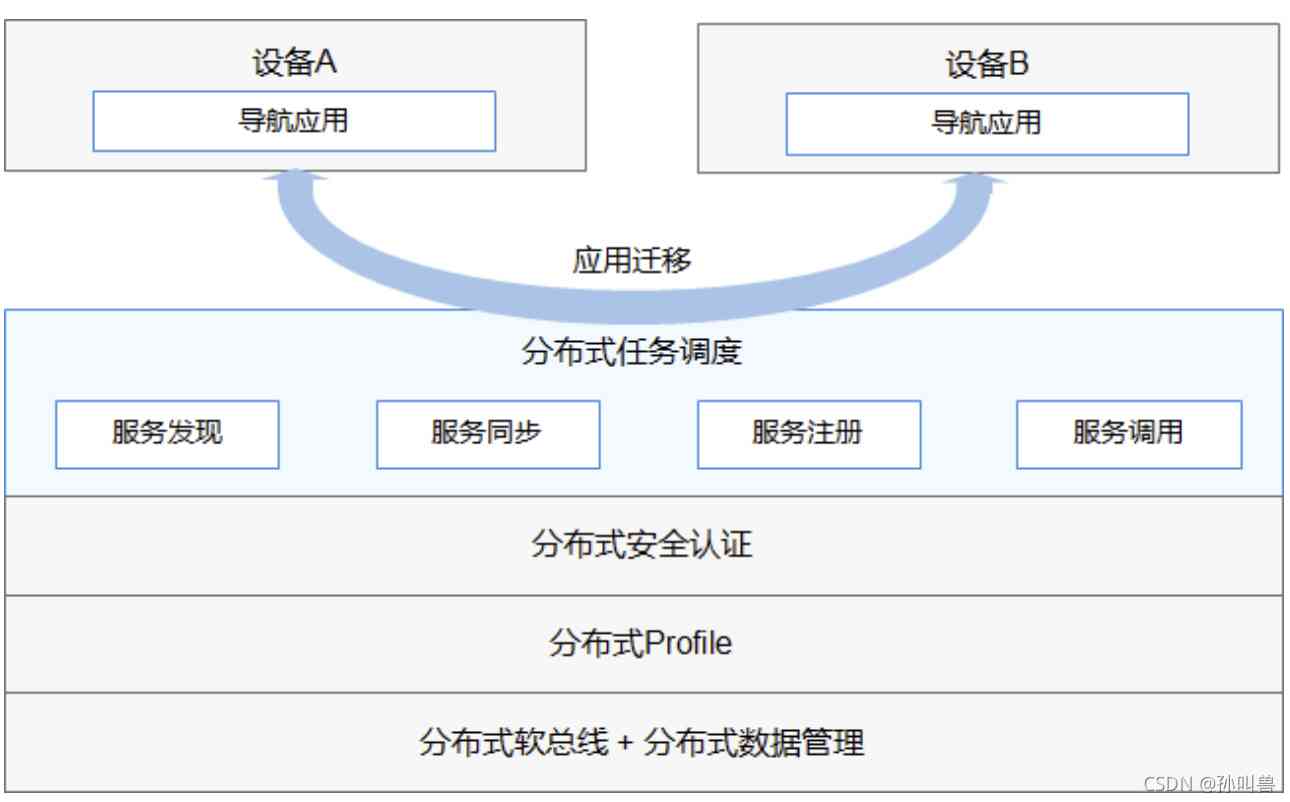 设备A
导航应用
设备B
导航应用
应用迁移
分布式任务调度
服务发现
服务同步
服务注册
服务调用
分布式安全认证
分布式Profile
分布式软总线 + 分布式数据管理
CSDN @孙叫兽